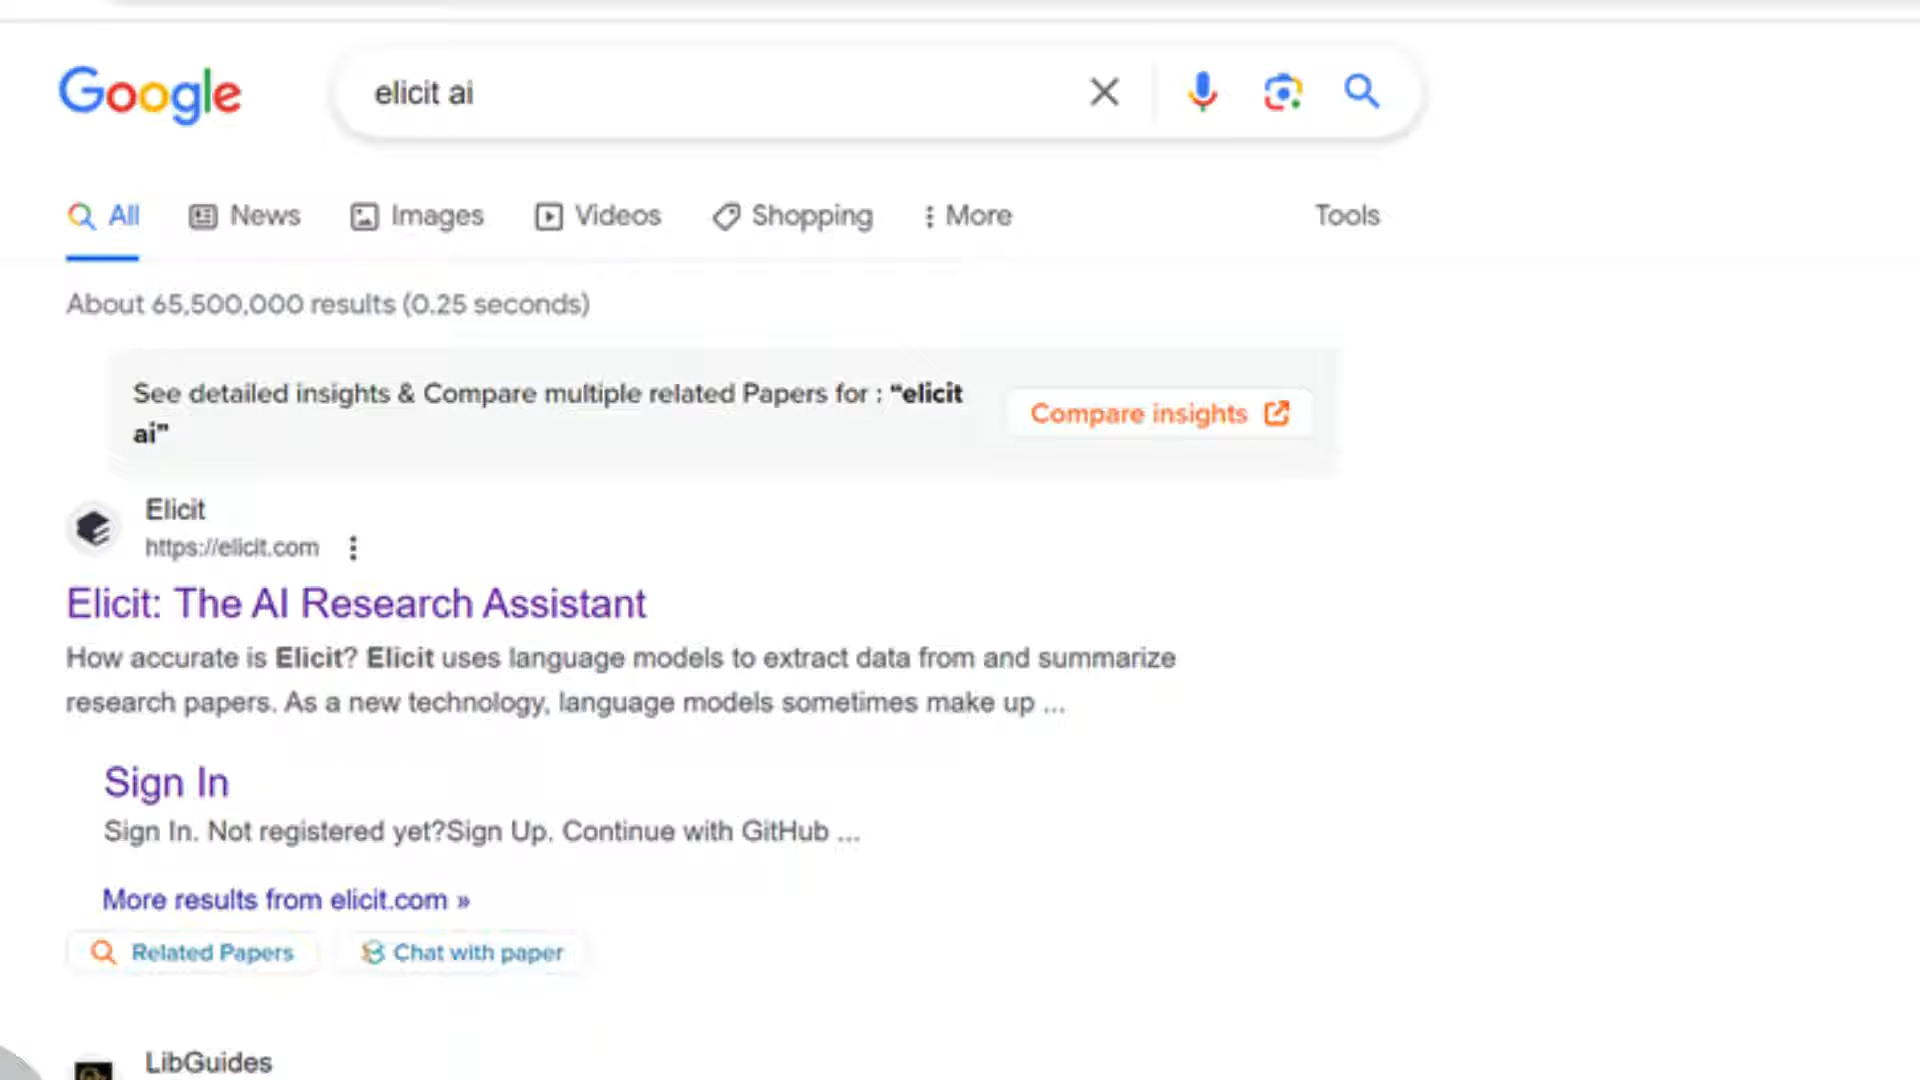 Google
elicit ai
All News Images Videos Shopping More Tools
About 65,500,000 results (0.25 seconds)
See detailed insights & Compare multiple related Papers for : "elicit
ai"
Compare insights
Elicit
https://elicit.com
Elicit: The AI Research Assistant
How accurate is Elicit? Elicit uses language models to extract data from and summarize
research papers. As a new technology, language models sometimes make up ...
Sign In
Sign In. Not registered yet?Sign Up. Continue with GitHub ...
More results from elicit.com »
Related Papers Chat with paper
LibGuides